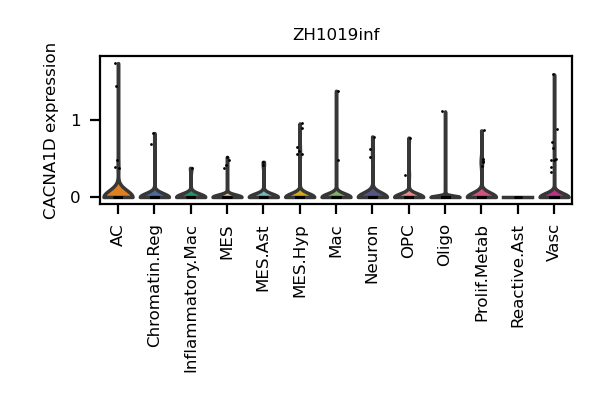 ZH1019inf
CACNA1D expression
1
0
AC
Chromatin.Reg
Inflammatory.Mac
MES
MES.Ast
MES.Hyp
Mac
Neuron
OPC
Oligo
Prolif.Metab
Reactive.Ast
Vasc